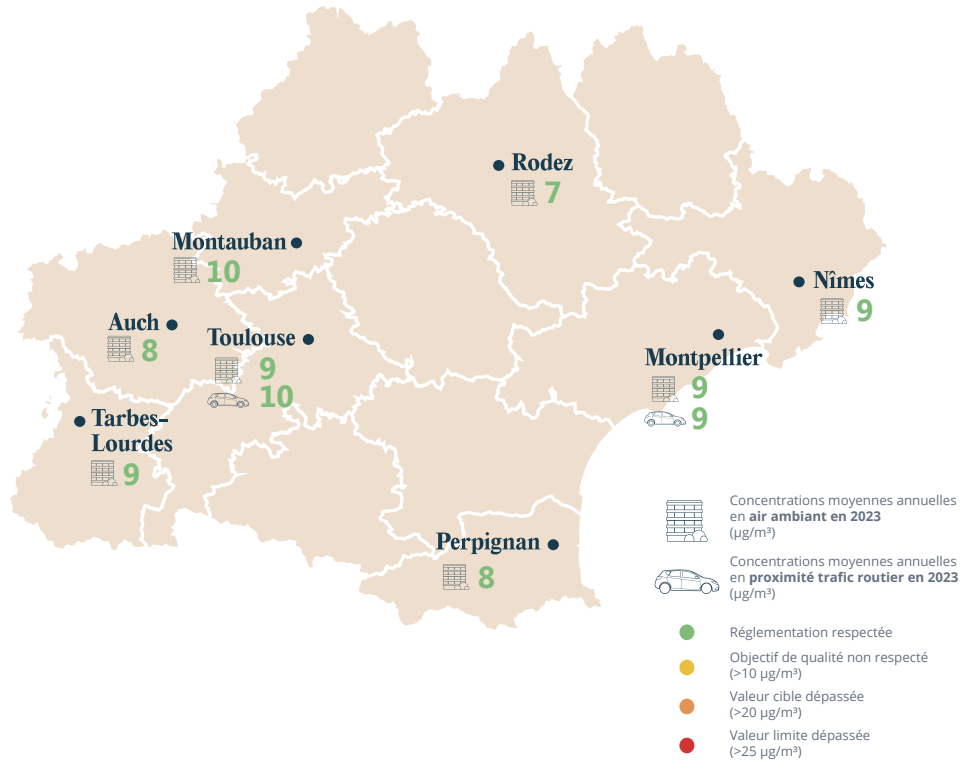 Rodez
7
Montauban
10
Nîmes
9
Auch
8
Toulouse
9
10
Montpellier
9
9
Tarbes-
Lourdes
9
Perpignan
8
Concentrations moyennes annuelles
en air ambiant en 2023
(µg/m³)
Concentrations moyennes annuelles
en proximité trafic routier en 2023
(µg/m³)
Réglementation respectée
Objectif de qualité non respecté
(>10 µg/m³)
Valeur cible dépassée
(>20 µg/m³)
Valeur limite dépassée
(>25 µg/m³)